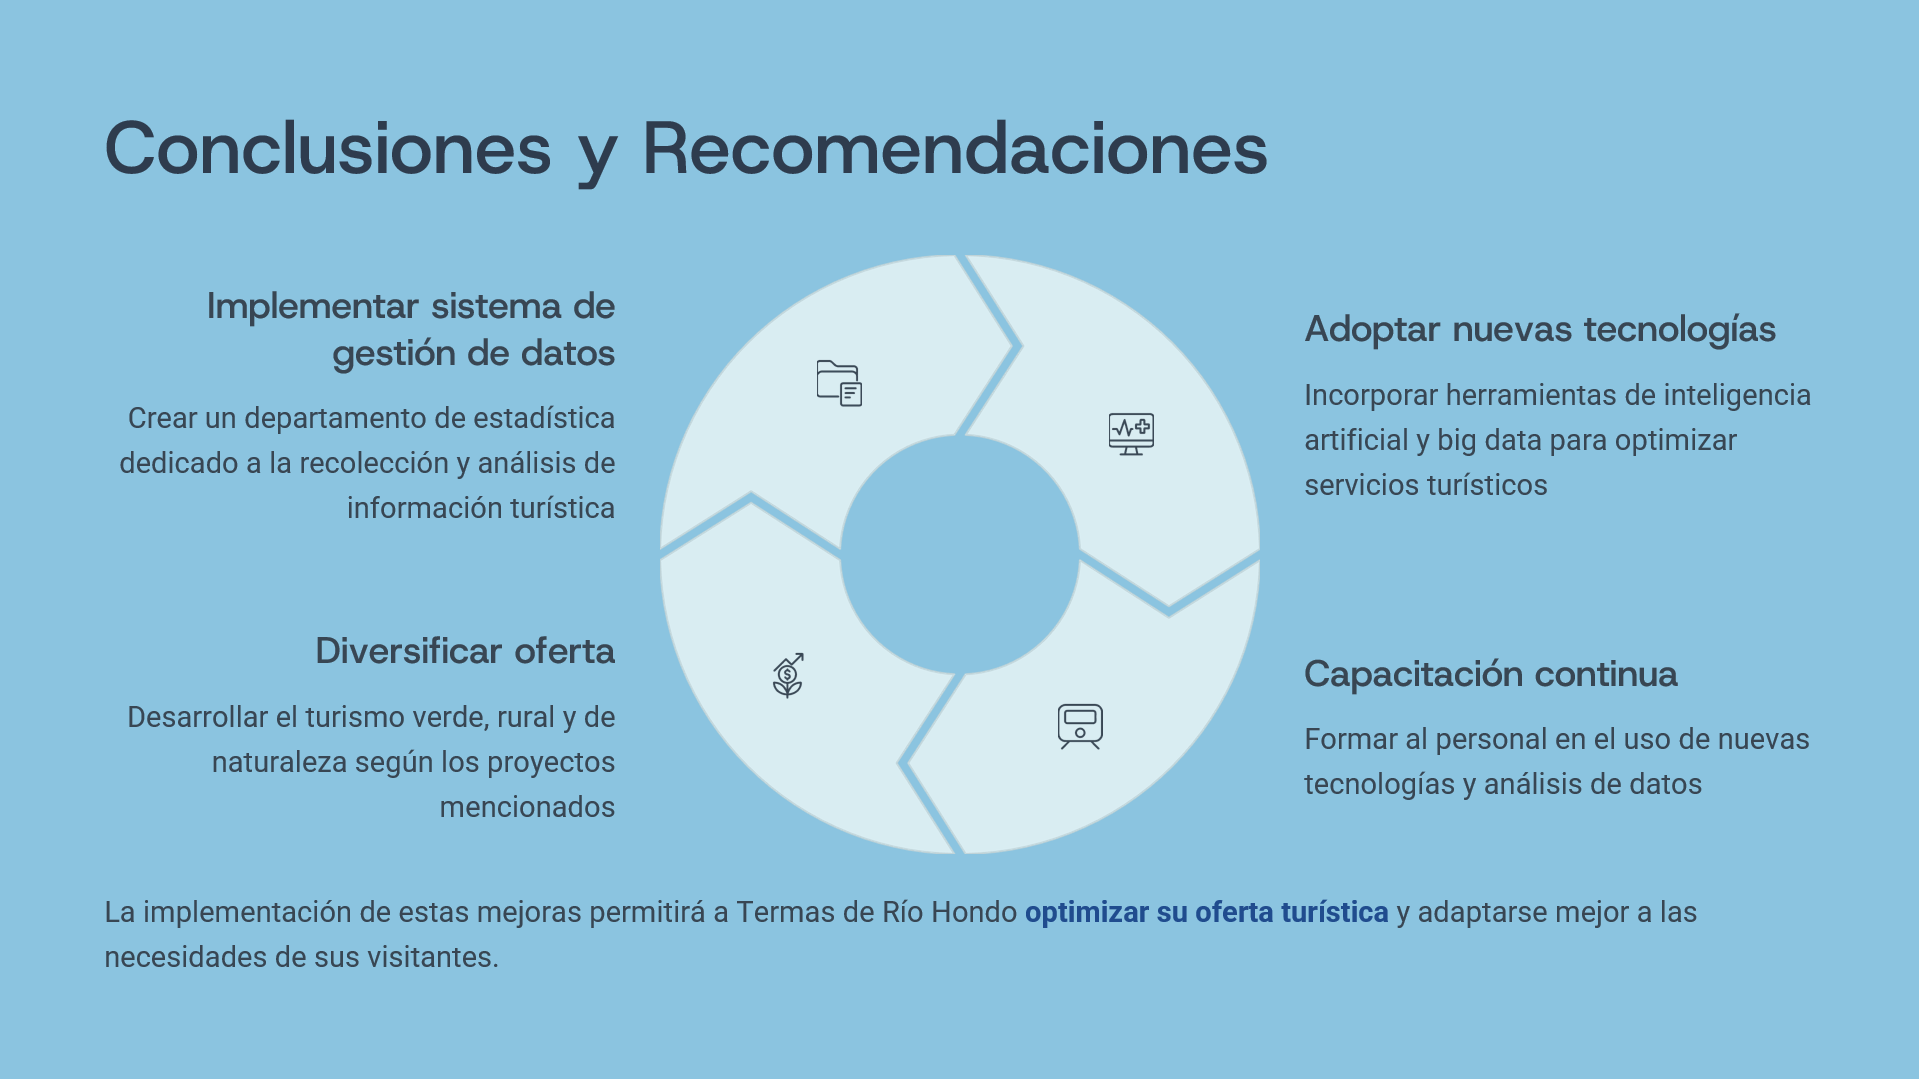 Conclusiones y Recomendaciones
Implementar sistema de
gestión de datos
Crear un departamento de estadística
dedicado a la recolección y análisis de
información turística
Adoptar nuevas tecnologías
Incorporar herramientas de inteligencia
artificial y big data para optimizar
servicios turísticos
Diversificar oferta
Desarrollar el turismo verde, rural y de
naturaleza según los proyectos
mencionados
Capacitación continua
Formar al personal en el uso de nuevas
tecnologías y análisis de datos
La implementación de estas mejoras permitirá a Termas de Río Hondo optimizar su oferta turística y adaptarse mejor a las
necesidades de sus visitantes.